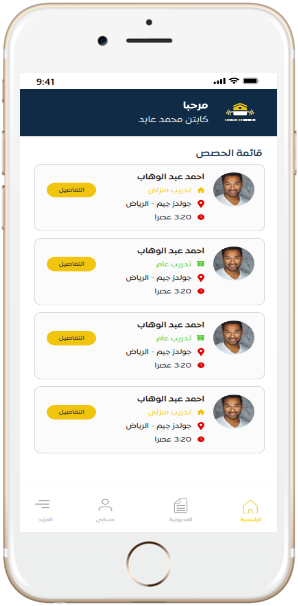 9:41
مرحبا
كابتن محمد عابد
قائمة الحصص
احمد عبد الوهاب
تدريب منزلي
جولدز جيم - الرياض
3:20 عصرا
التفاصيل
احمد عبد الوهاب
تدريب عام
جولدز جيم - الرياض
3:20 عصرا
التفاصيل
احمد عبد الوهاب
تدريب عام
جولدز جيم - الرياض
3:20 عصرا
التفاصيل
احمد عبد الوهاب
تدريب منزلي
جولدز جيم - الرياض
3:20 عصرا
التفاصيل
الرئيسية
المديونية
حسابي
المزيد